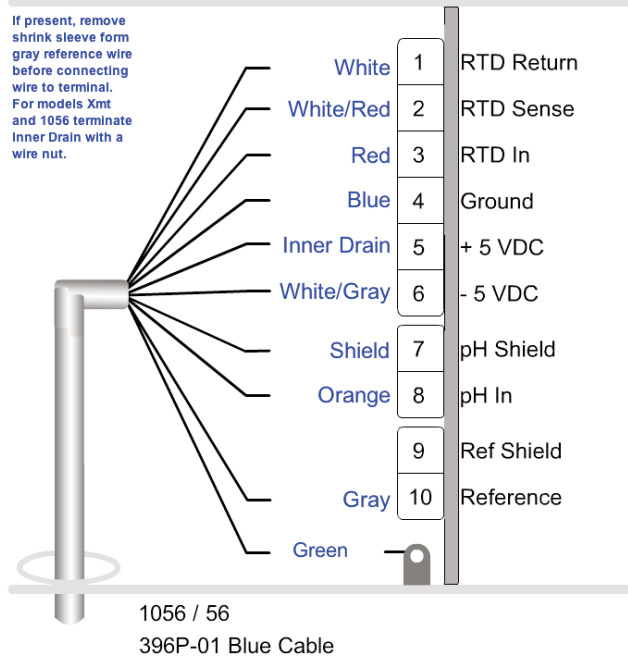 If present, remove
shrink sleeve form
gray reference wire
before connecting
wire to terminal.
For models Xmt
and 1056 terminate
Inner Drain with a
wire nut.
White 1 RTD Return
White/Red 2 RTD Sense
Red 3 RTD In
Blue 4 Ground
Inner Drain 5 + 5 VDC
White/Gray 6 - 5 VDC
Shield 7 pH Shield
Orange 8 pH In
9 Ref Shield
Gray 10 Reference
Green
1056 / 56
396P-01 Blue Cable